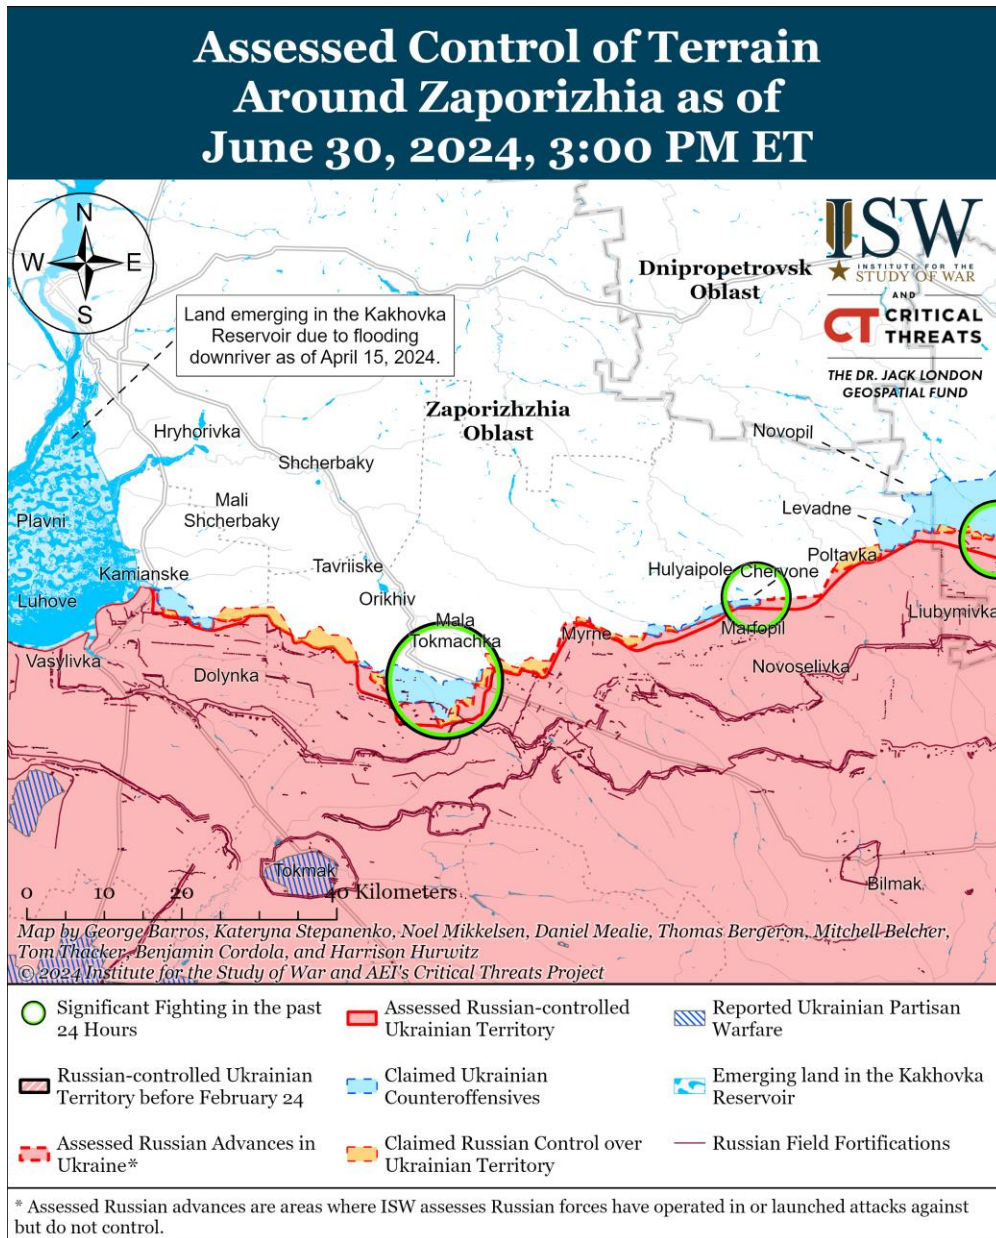 Assessed Control of Terrain
Around Zaporizhia as of
June 30, 2024, 3:00 PM ET
N
W
E
S
ISW
INSTITUTE FOR THE
STUDY OF WAR
AND
CT CRITICAL
THREATS
THE DR. JACK LONDON
GEOSPATIAL FUND
Dnipropetrovsk
Oblast
Land emerging in the Kakhovka
Reservoir due to flooding
downriver as of April 15, 2024.
Zaporizhzhia
Oblast
Hryhorivka
Novopil
Shcherbaky
Mali
Shcherbaky
Levadne
Plavni
Poltavka
Tavriiske
Hulyaipole
Chervone
Kamianske
Orikhiv
Luhove
Mala
Tokmachka
Liubymivka
Myrne
Marfopil
Vasylivka
Dolynka
Novoselivka
Tokmak
Bilmak
0 10 20 40 Kilometers
Map by George Barros, Kateryna Stepanenko, Noel Mikkelsen, Daniel Mealie, Thomas Bergeron, Mitchell Belcher,
Tom Thacker, Benjamin Cordola, and Harrison Hurwitz
© 2024 Institute for the Study of War and AEI's Critical Threats Project
Significant Fighting in the past
24 Hours
Assessed Russian-controlled
Ukrainian Territory
Reported Ukrainian Partisan
Warfare
Russian-controlled Ukrainian
Territory before February 24
Claimed Ukrainian
Counteroffensives
Emerging land in the Kakhovka
Reservoir
Assessed Russian Advances in
Ukraine*
Claimed Russian Control over
Ukrainian Territory
Russian Field Fortifications
* Assessed Russian advances are areas where ISW assesses Russian forces have operated in or launched attacks against
but do not control.